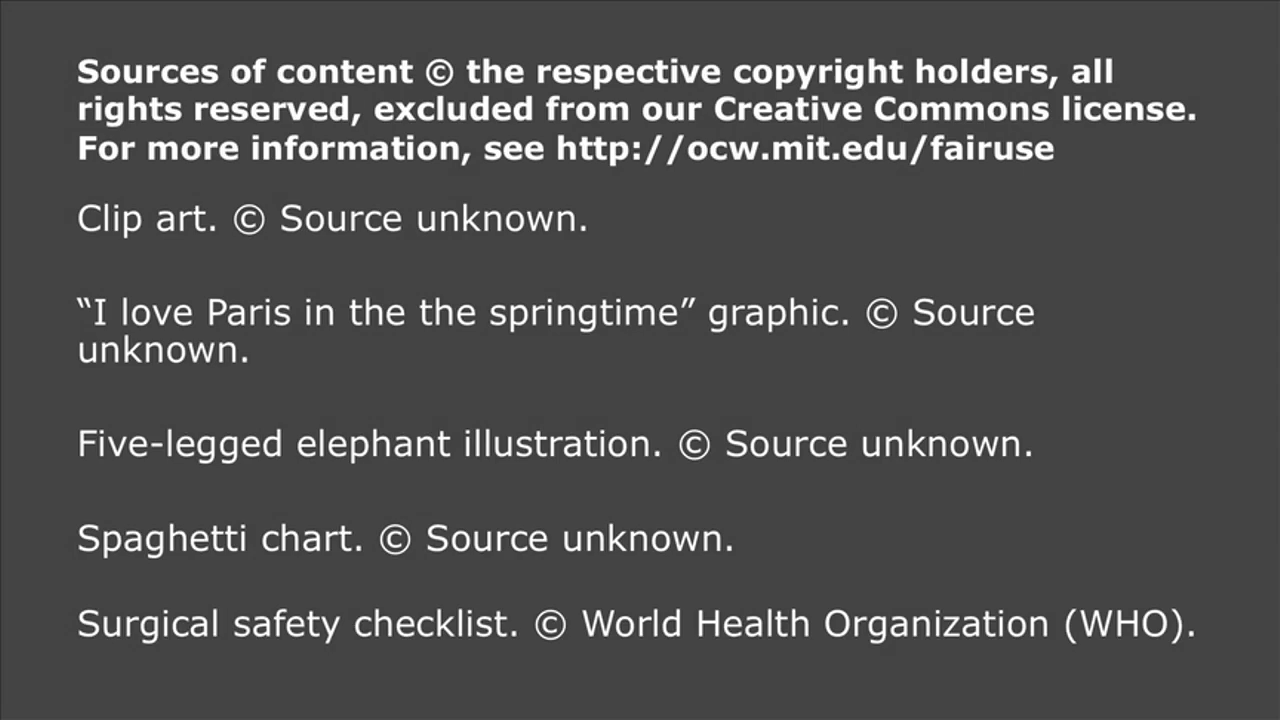 Sources of content © the respective copyright holders, all
rights reserved, excluded from our Creative Commons license.
For more information, see http://ocw.mit.edu/fairuse
Clip art. © Source unknown.
“I love Paris in the the springtime” graphic. © Source
unknown.
Five-legged elephant illustration. © Source unknown.
Spaghetti chart. © Source unknown.
Surgical safety checklist. © World Health Organization (WHO).